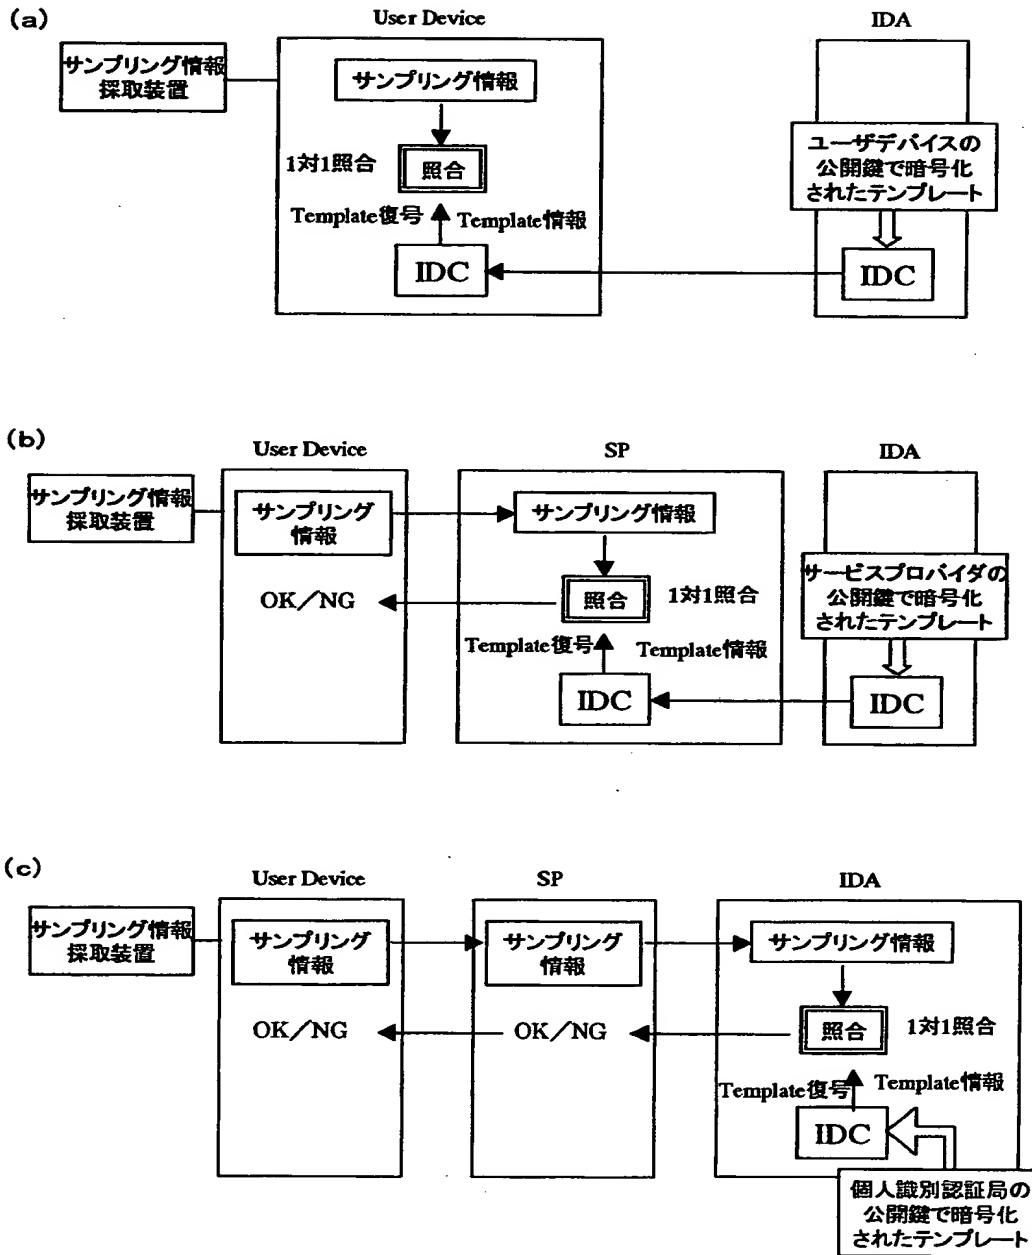 (a)
User Device
IDA
サンプリング情報
採取装置
サンプリング情報
1対1照合
照合
Template復号
Template情報
IDC
ユーザデバイスの
公開鍵で暗号化
されたテンプレート
IDC
(b)
User Device
SP
IDA
サンプリング情報
採取装置
サンプリング
情報
サンプリング情報
OK／NG
照合
1対1照合
Template復号
Template情報
IDC
サービスプロバイダの
公開鍵で暗号化
されたテンプレート
IDC
(c)
User Device
SP
IDA
サンプリング情報
採取装置
サンプリング
情報
サンプリング
情報
サンプリング情報
OK／NG
OK／NG
照合
1対1照合
Template復号
Template情報
IDC
個人識別認証局の
公開鍵で暗号化
されたテンプレート